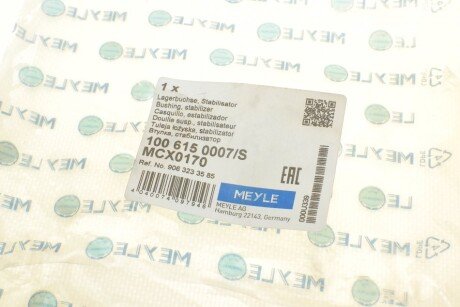 MEYLE
MEYLE
MEYLE
MEYLE
1 x
Lagerbuchse, Stabilisator
Bushing, stabilizer
Casquillo, estabilizador
Douille susp., stabilisateur
Tuleja łożyska, stabilizator
Втулка, стабилизатор
100 615 0007/S
MCX0170
Ref. No. 906 323 35 85
EAC
MEYLE
MEYLE AG
Hamburg 22143, Germany
MEYLE
MEYLE
MEYLE
MEYLE